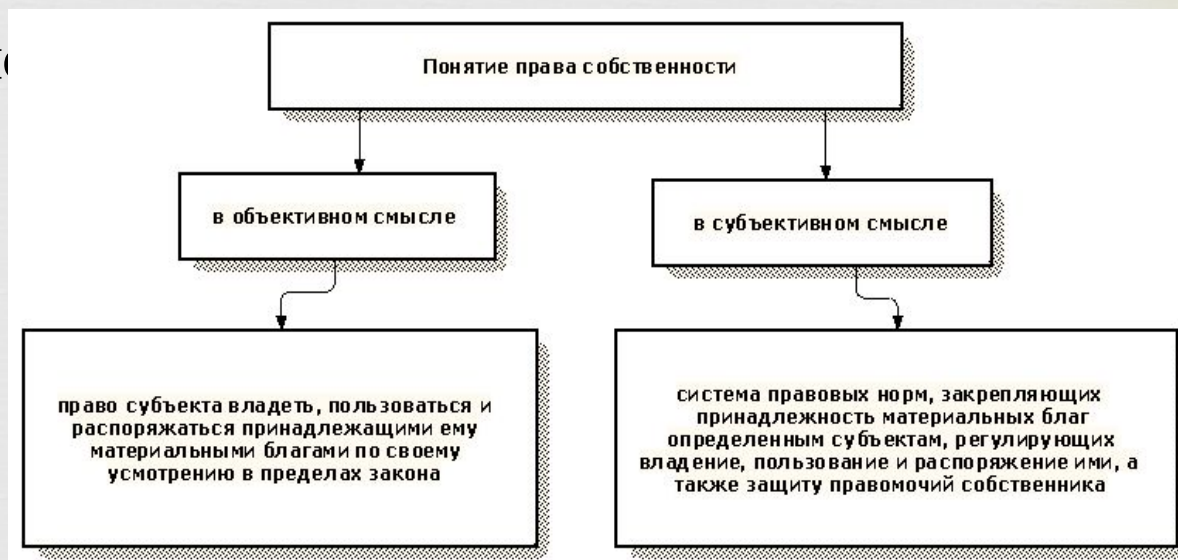 Понятие права собственности
в объективном смысле
в субъективном смысле
право субъекта владеть, пользоваться и
распоряжаться принадлежащими ему
материальными благами по своему
усмотрению в пределах закона
система правовых норм, закрепляющих
принадлежность материальных благ
определенным субъектам, регулирующих
владение, пользование и распоряжение ими, а
также защиту правомочий собственника